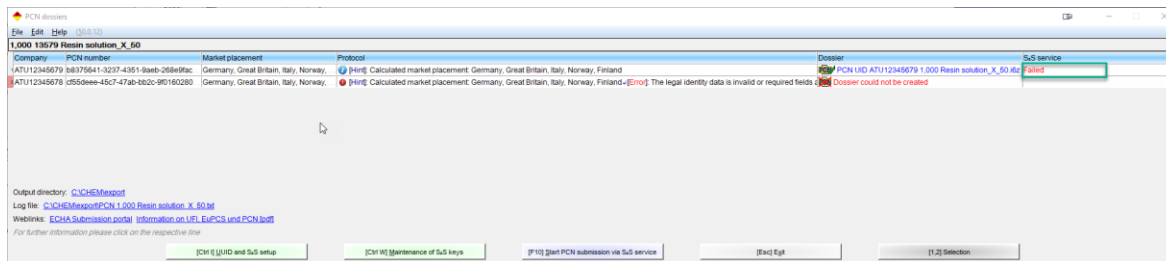 PCN dossiers
File Edit Help (50.0.12)
1,000 13579 Resin solution_X_50
Company PCN number Market placement Protocol Dossier S₂S service
ATU12345679 b8375641-3237-4351-9aeb-268e9fac Germany, Great Britain, Italy, Norway, [Hint]: Calculated market placement: Germany, Great Britain, Italy, Norway, Finland PCN UID ATU12345679 1,000 Resin solution_X_50.i6z Failed
ATU12345678 cf55deee-45c7-47ab-bb2c-9f0160280 Germany, Great Britain, Italy, Norway, [Hint]: Calculated market placement: Germany, Great Britain, Italy, Norway, Finland-[Error]: The legal identity data is invalid or required fields Dossier could not be created
Output directory: C:\CHEM\export
Log file: C:\CHEM\export\PCN 1,000 Resin solution_X_50.txt
Weblinks: ECHA Submission portal Information on UFI, EuPCS und PCN [pdf]
For further information please click on the respective line
[Ctrl I] UUID and S₂S setup [Ctrl W] Maintenance of S₂S keys [F10] Start PCN submission via S₂S service [Esc] Exit [1,2] Selection